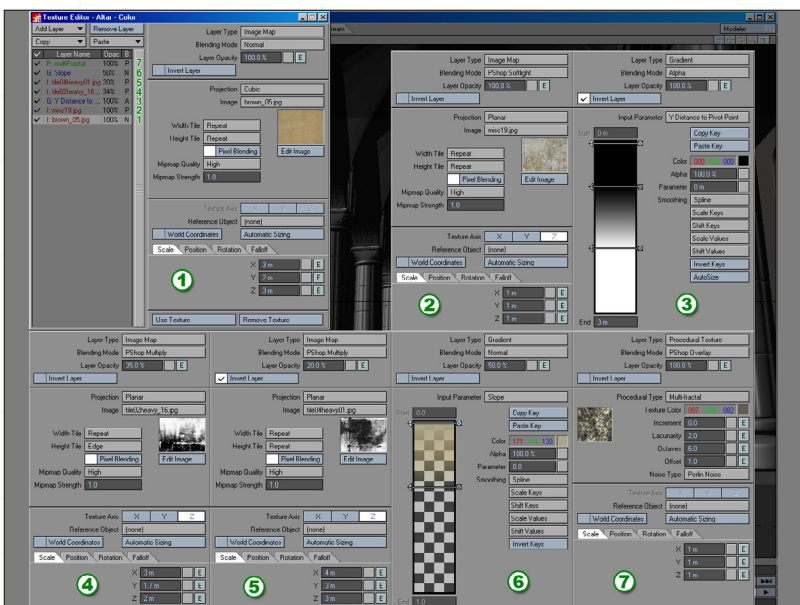 Texture Editor - Altar - Color
Add Layer
Remove Layer
Copy
Paste
Layer Name Opac B
P: multFractal 100% P 7
G: Slope 50% N 6
I: tile04heavy01.jpg 20% P 5
I: tile02heavy_16... 34% P 4
G: Y Distance to ... 100% A 3
I: misc19.jpg 100% P 2
I: brown_05.jpg 100% N 1
Layer Type Image Map
Blending Mode Normal
Layer Opacity 100.0 % E
Invert Layer
Projection Cubic
Image brown_05.jpg
Width Tile Repeat
Height Tile Repeat
Pixel Blending Edit Image
Mipmap Quality High
Mipmap Strength 1.0
Texture Axis X Y Z
Reference Object (none)
World Coordinates Automatic Sizing
Scale Position Rotation Falloff
X 3 m E
Y 2 m E
Z 3 m E
1
Use Texture Remove Texture
ream
Modeler
Layer Type Image Map
Blending Mode PShop Softlight
Layer Opacity 100.0 % E
Invert Layer
Projection Planar
Image misc19.jpg
Width Tile Repeat
Height Tile Repeat
Pixel Blending Edit Image
Mipmap Quality High
Mipmap Strength 1.0
Texture Axis X Y Z
Reference Object (none)
World Coordinates Automatic Sizing
Scale Position Rotation Falloff
X 1 m E
Y 1 m E
Z 1 m E
2
Layer Type Gradient
Blending Mode Alpha
Layer Opacity 100.0 % E
Invert Layer
Input Parameter Y Distance to Pivot Point
Start 0 m
Copy Key
Paste Key
Color 000 000
Alpha 100.0 %
Parameter 0 m
Smoothing Spline
Scale Keys
Shift Keys
Scale Values
Shift Values
Invert Keys
AutoSize
End 3 m
3
Layer Type Image Map
Blending Mode PShop Multiply
Layer Opacity 35.0 % E
Invert Layer
Projection Planar
Image tile02heavy_16.jpg
Width Tile Repeat
Height Tile Edge
Pixel Blending Edit Image
Mipmap Quality High
Mipmap Strength 1.0
Texture Axis X Y Z
Reference Object (none)
World Coordinates Automatic Sizing
Scale Position Rotation Falloff
X 3 m E
Y 1.7 m E
Z 2 m E
4
Layer Type Image Map
Blending Mode PShop Multiply
Layer Opacity 20.0 % E
Invert Layer
Projection Planar
Image tile04heavy01.jpg
Width Tile Repeat
Height Tile Repeat
Pixel Blending Edit Image
Mipmap Quality High
Mipmap Strength 1.0
Texture Axis X Y Z
Reference Object (none)
World Coordinates Automatic Sizing
Scale Position Rotation Falloff
X 4 m E
Y 3 m E
Z 3 m E
5
Layer Type Gradient
Blending Mode Normal
Layer Opacity 50.0 % E
Invert Layer
Input Parameter Slope
Start 0.0
Copy Key
Paste Key
Color 171 130
Alpha 100.0 %
Parameter 0.0
Smoothing Spline
Scale Keys
Shift Keys
Scale Values
Shift Values
Invert Keys
End 1.0
6
Layer Type Procedural Texture
Blending Mode PShop Overlay
Layer Opacity 100.0 % E
Invert Layer
Procedural Type Multi-fractal
Texture Color 097 082
Increment 0.0
Lacunarity 2.0
Octaves 6.0
Offset 1.0
Noise Type Perlin Noise
Texture Axis X Y Z
Reference Object (none)
World Coordinates Automatic Sizing
Scale Position Rotation Falloff
X 1 m E
Y 1 m E
Z 1 m E
7